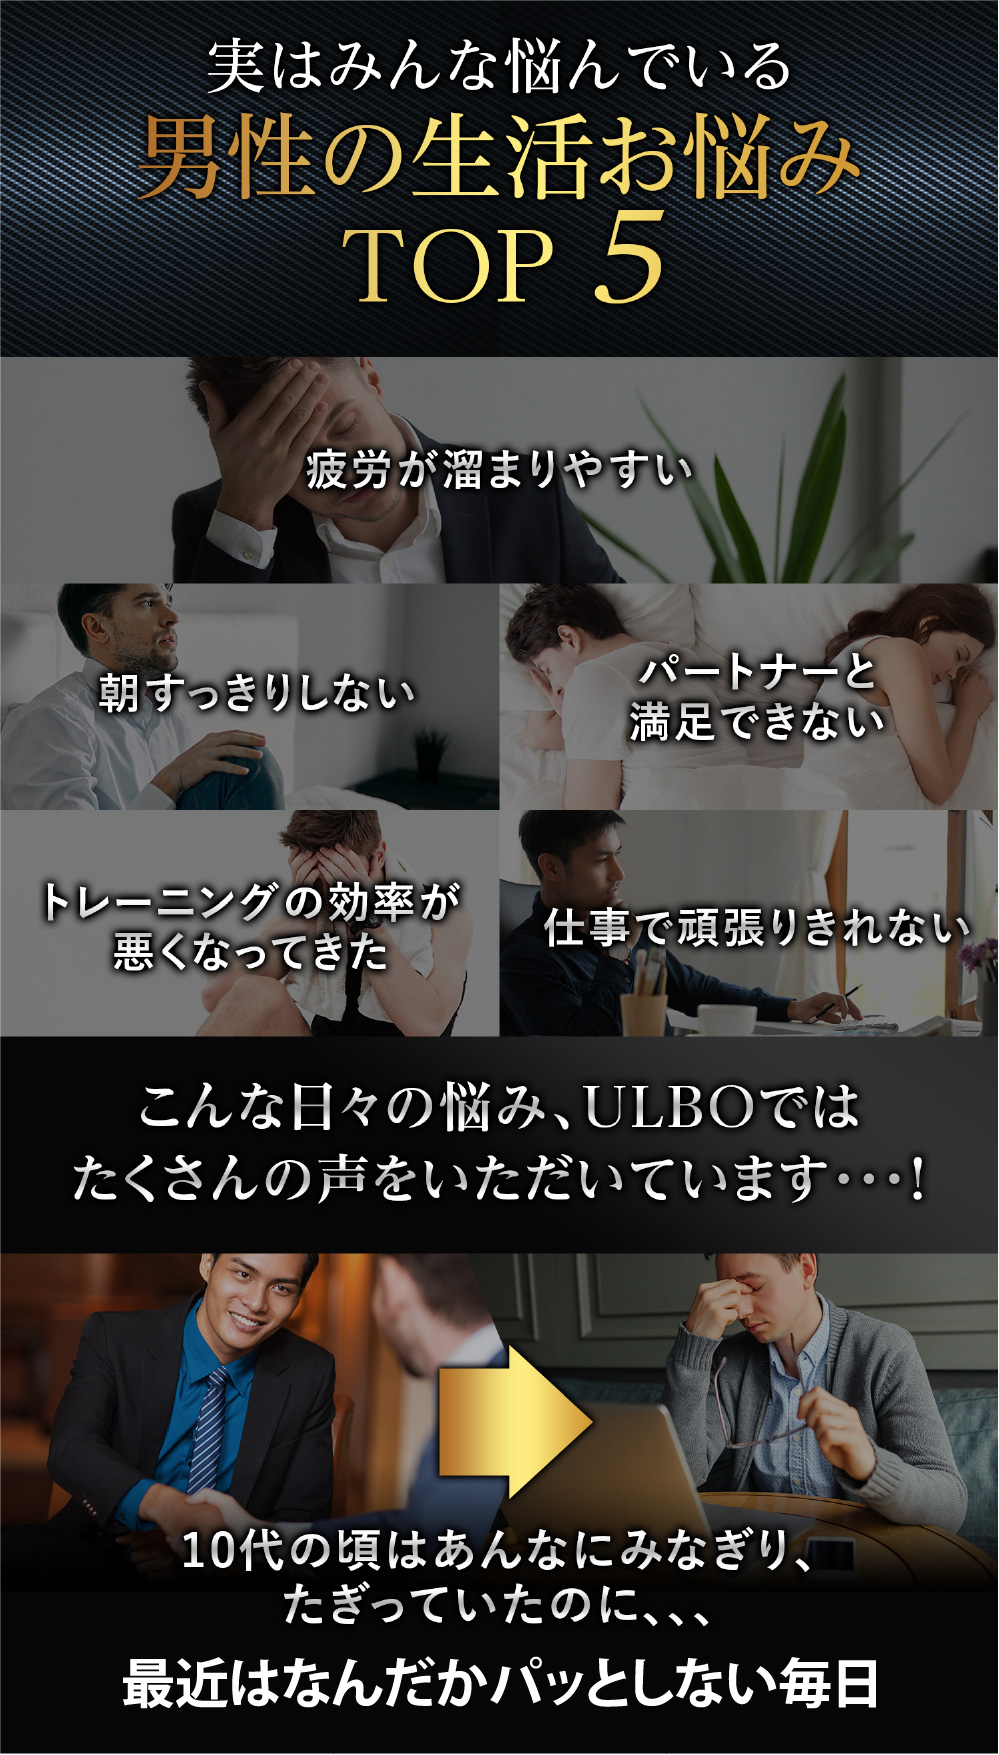 実はみんな悩んでいる
男性の生活お悩み
TOP 5
疲労が溜まりやすい
朝すっきりしない
パートナーと
満足できない
トレーニングの効率が
悪くなってきた
仕事で頑張りきれない
こんな日々の悩み、ULBOでは
たくさんの声をいただいています・・・!
10代の頃はあんなにみなぎり、
たぎっていたのに、、、
最近はなんだかパッとしない毎日